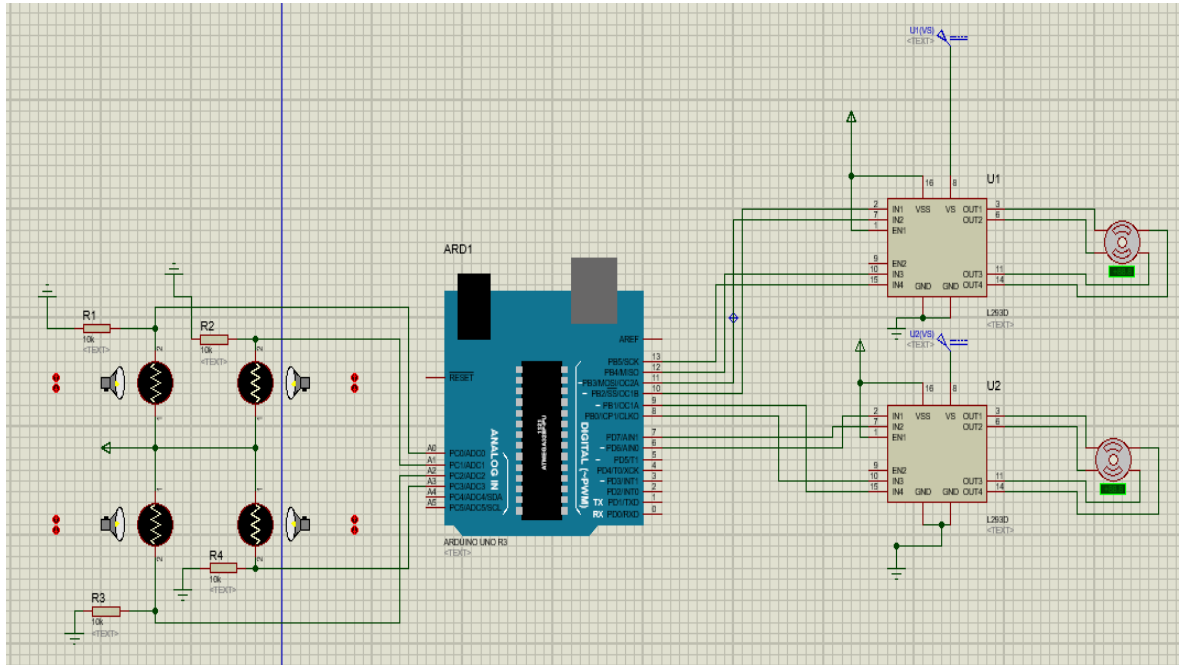 U1(VS)
<TEXT>
U1
16
8
2 IN1 VSS VS OUT1 3
7 IN2 OUT2 6
1 EN1
9 EN2
10 IN3 OUT3 11
15 IN4 GND GND OUT4 14
L293D
<TEXT>
U2(VS)
<TEXT>
U2
16
8
2 IN1 VSS VS OUT1 3
7 IN2 OUT2 6
1 EN1
9 EN2
10 IN3 OUT3 11
15 IN4 GND GND OUT4 14
L293D
<TEXT>
ARD1
AREF
PB5/SCK 13
PB4/MISO 12
~PB3/MOSI/OC2A 11
~PB2/SS/OC1B 10
~PB1/OC1A 9
PB0/ICP1/CLKO 8
PD7/AIN1 7
~PD6/AIN0 6
~PD5/T1 5
PD4/T0/XCK 4
~PD3/INT1 3
PD2/INT0 2
TX PD1/TXD 1
RX PD0/RXD 0
DIGITAL (~PWM)
ANALOG IN
RESET
A0 PC0/ADC0
A1 PC1/ADC1
A2 PC2/ADC2
A3 PC3/ADC3
A4 PC4/ADC4/SDA
A5 PC5/ADC5/SCL
ARDUINO UNO R3
<TEXT>
R1
10k
<TEXT>
R2
10k
<TEXT>
2
2
1
1
1
1
2
2
R4
10k
<TEXT>
R3
10k
<TEXT>